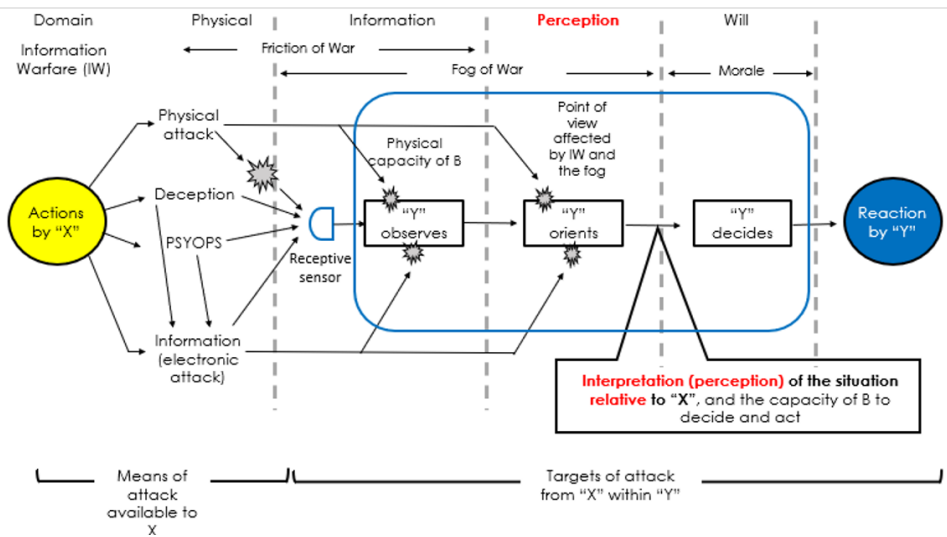 Domain
Physical
Information
Perception
Will
Information
Warfare (IW)
Friction of War
Fog of War
Morale
Physical
attack
Physical
capacity of B
Point of
view
affected
by IW and
the fog
Actions
by “X”
Deception
PSYOPS
Receptive
sensor
“Y”
observes
“Y”
orients
“Y”
decides
Reaction
by “Y”
Information
(electronic
attack)
Interpretation (perception) of the situation
relative to “X”, and the capacity of B to
decide and act
Means of
attack
available to
X
Targets of attack
from “X” within “Y”